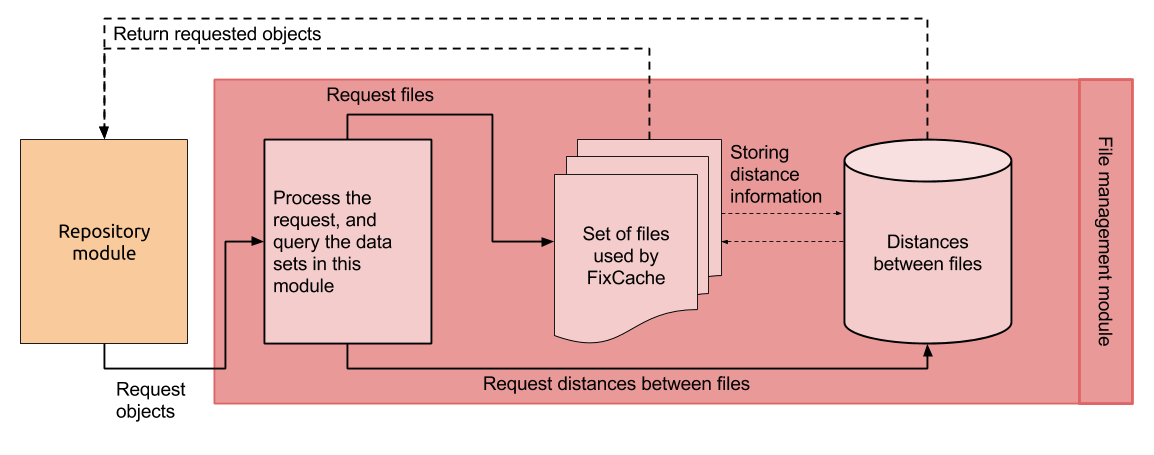 Return requested objects
Request files
Repository
module
Process the
request, and
query the data
sets in this
module
Set of files
used by
FixCache
Storing
distance
information
Distances
between files
File management module
Request distances between files
Request
objects